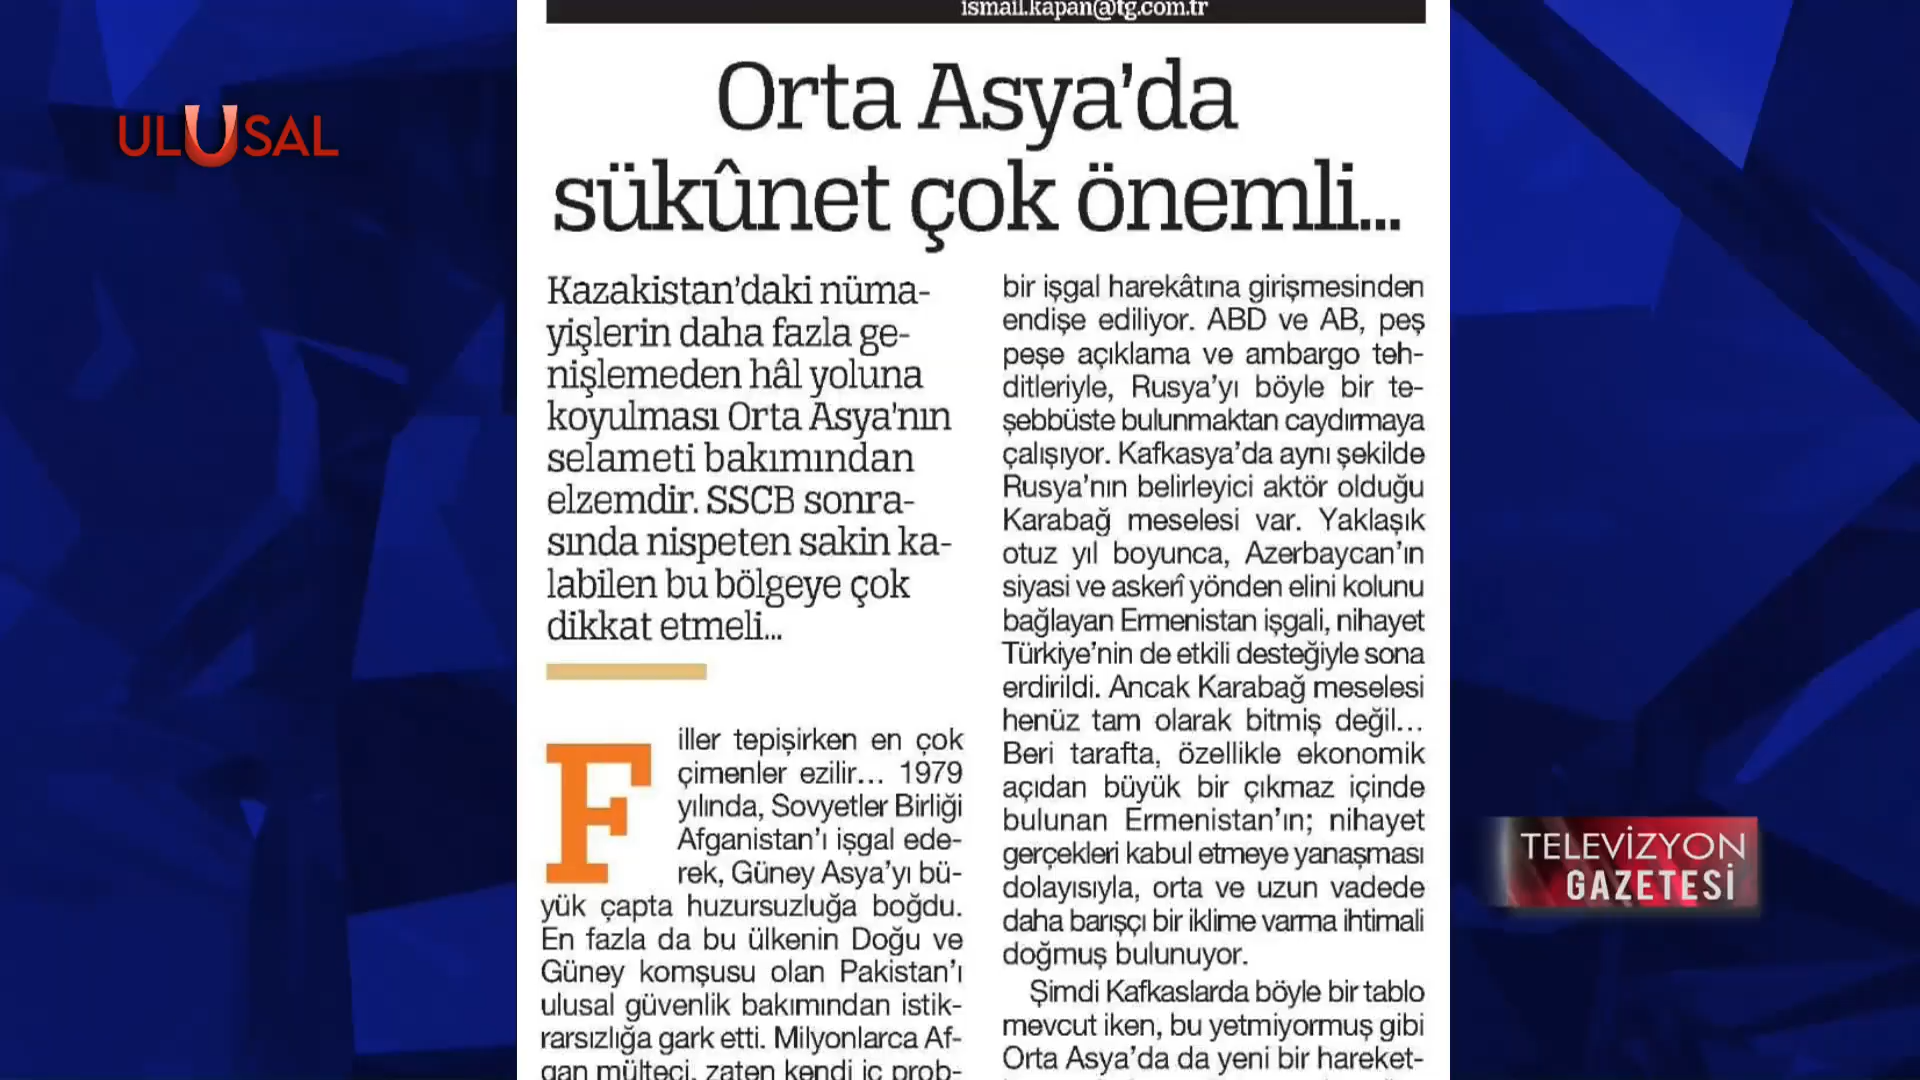 ismail.kapan@tg.com.tr
ULUSAL
Orta Asya’da
sükûnet çok önemli...
Kazakistan’daki nüma-
yişlerin daha fazla ge-
nişlemeden hâl yoluna
koyulması Orta Asya'nın
selameti bakımından
elzemdir. SSCB sonra-
sında nispeten sakin ka-
labilen bu bölgeye çok
dikkat etmeli...
Filler tepişirken en çok
çimenler ezilir… 1979
yılında, Sovyetler Birliği
Afganistan’ı işgal ede-
rek, Güney Asya’yı bü-
yük çapta huzursuzluğa boğdu.
En fazla da bu ülkenin Doğu ve
Güney komşusu olan Pakistan’ı
ulusal güvenlik bakımından istik-
rarsızlığa gark etti. Milyonlarca Af-
gan mülteci, zaten kendi iç prob-
bir işgal harekâtına girişmesinden
endişe ediliyor. ABD ve AB, peş
peşe açıklama ve ambargo teh-
ditleriyle, Rusya’yı böyle bir te-
şebbüste bulunmaktan caydırmaya
çalışıyor. Kafkasya’da aynı şekilde
Rusya’nın belirleyici aktör olduğu
Karabağ meselesi var. Yaklaşık
otuz yıl boyunca, Azerbaycan’ın
siyasi ve askerî yönden elini kolunu
bağlayan Ermenistan işgali, nihayet
Türkiye’nin de etkili desteğiyle sona
erdirildi. Ancak Karabağ meselesi
henüz tam olarak bitmiş değil…
Beri tarafta, özellikle ekonomik
açıdan büyük bir çıkmaz içinde
bulunan Ermenistan’ın; nihayet
gerçekleri kabul etmeye yanaşması
dolayısıyla, orta ve uzun vadede
daha barışçı bir iklime varma ihtimali
doğmuş bulunuyor.
Şimdi Kafkaslarda böyle bir tablo
mevcut iken, bu yetmiyormuş gibi
Orta Asya’da da yeni bir hareket-
TELEVİZYON
GAZETESİ